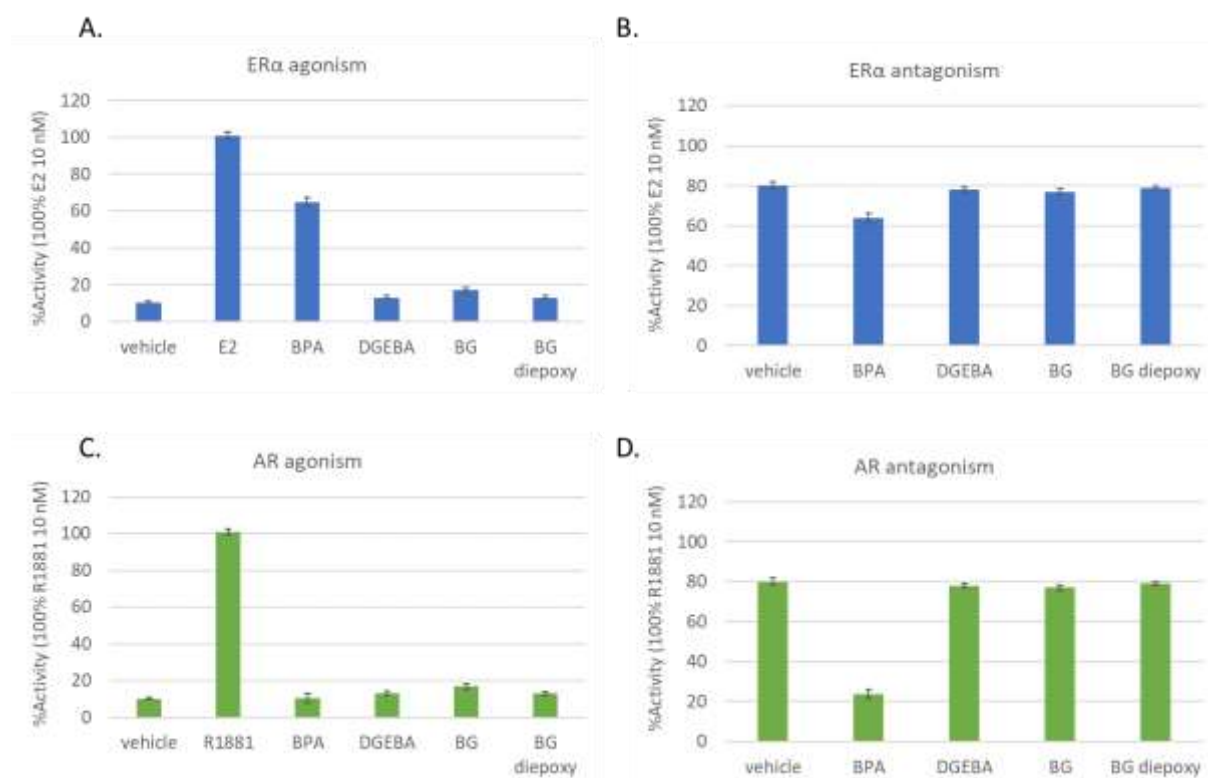 A.
ERα agonism
%Activity (100% E2 10 nM)
120
100
80
60
40
20
0
vehicle E2 BPA DGEBA BG BG
diepoxy
B.
ERα antagonism
%Activity (100% E2 10 nM)
120
100
80
60
40
20
0
vehicle BPA DGEBA BG BG diepoxy
C.
AR agonism
%Activity (100% R1881 10 nM)
120
100
80
60
40
20
0
vehicle R1881 BPA DGEBA BG BG
diepoxy
D.
AR antagonism
%Activity (100% R1881 10 nM)
120
100
80
60
40
20
0
vehicle BPA DGEBA BG BG diepoxy